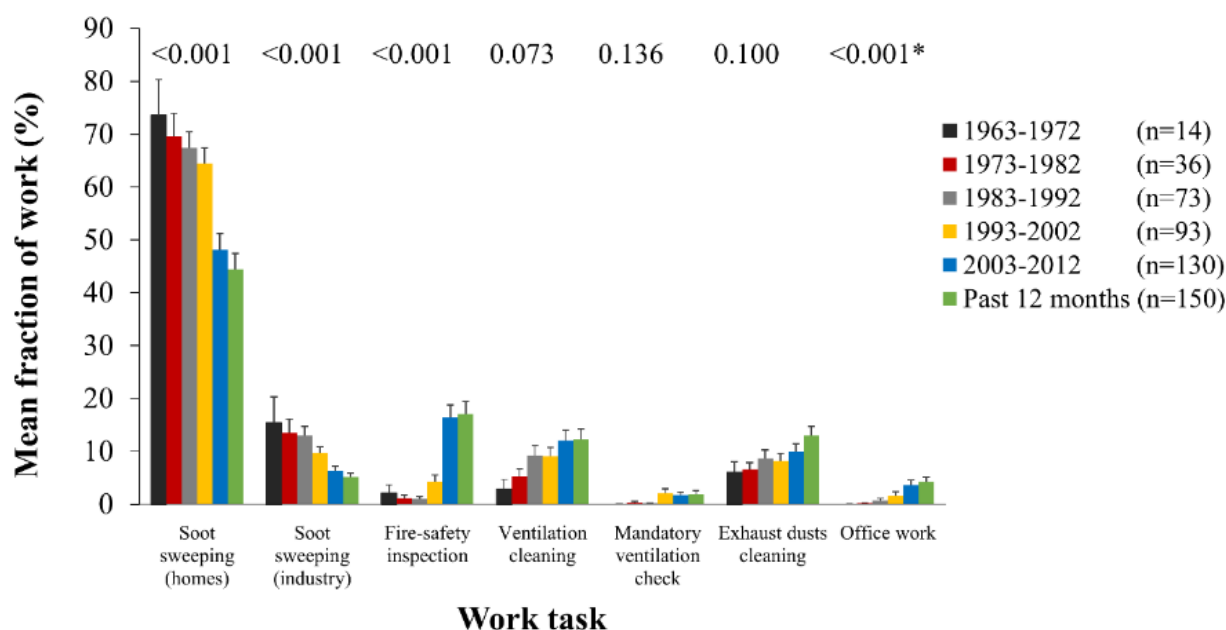 90
80
70
60
50
40
30
20
10
0
Mean fraction of work (%)
<0.001 <0.001 <0.001 0.073 0.136 0.100 <0.001*
1963-1972 (n=14)
1973-1982 (n=36)
1983-1992 (n=73)
1993-2002 (n=93)
2003-2012 (n=130)
Past 12 months (n=150)
Soot
sweeping
(homes)
Soot
sweeping
(industry)
Fire-safety
inspection
Ventilation
cleaning
Mandatory
ventilation
check
Exhaust dusts
cleaning
Office work
Work task